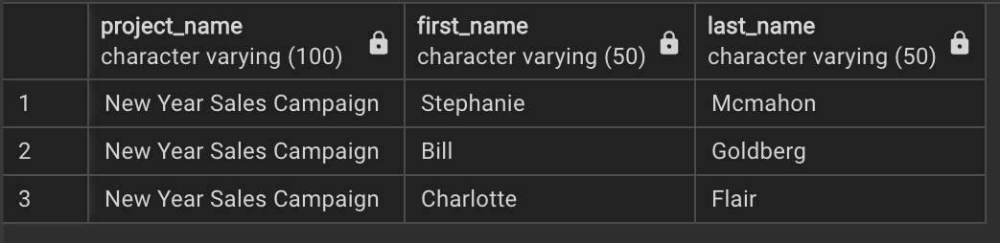 project_name first_name last_name
character varying (100) character varying (50) character varying (50)
1 New Year Sales Campaign Stephanie Mcmahon
2 New Year Sales Campaign Bill Goldberg
3 New Year Sales Campaign Charlotte Flair